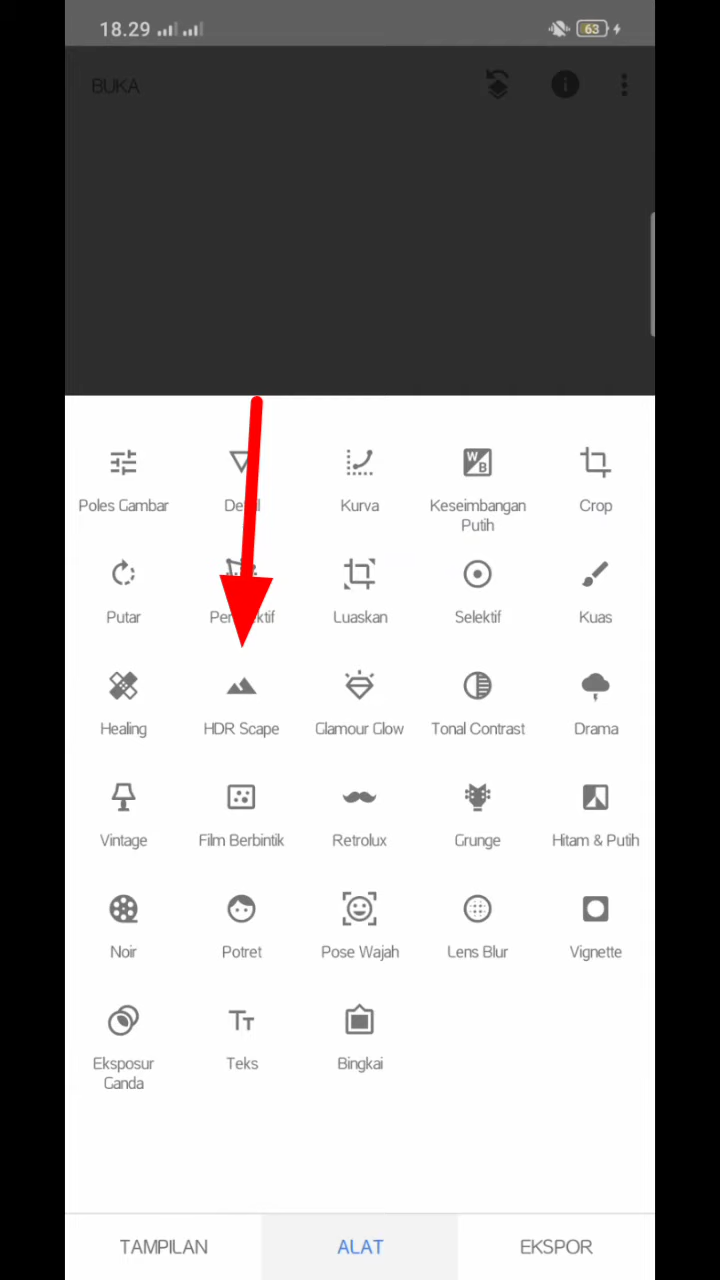 18.29
63
BUKA
Poles Gambar
Kurva
Keseimbangan
Putih
Crop
Putar
Luaskan
Selektif
Kuas
Healing
HDR Scape
Glamour Glow
Tonal Contrast
Drama
Vintage
Film Berbintik
Retrolux
Grunge
Hitam & Putih
Noir
Potret
Pose Wajah
Lens Blur
Vignette
Eksposur
Ganda
Teks
Bingkai
TAMPILAN
ALAT
EKSPOR